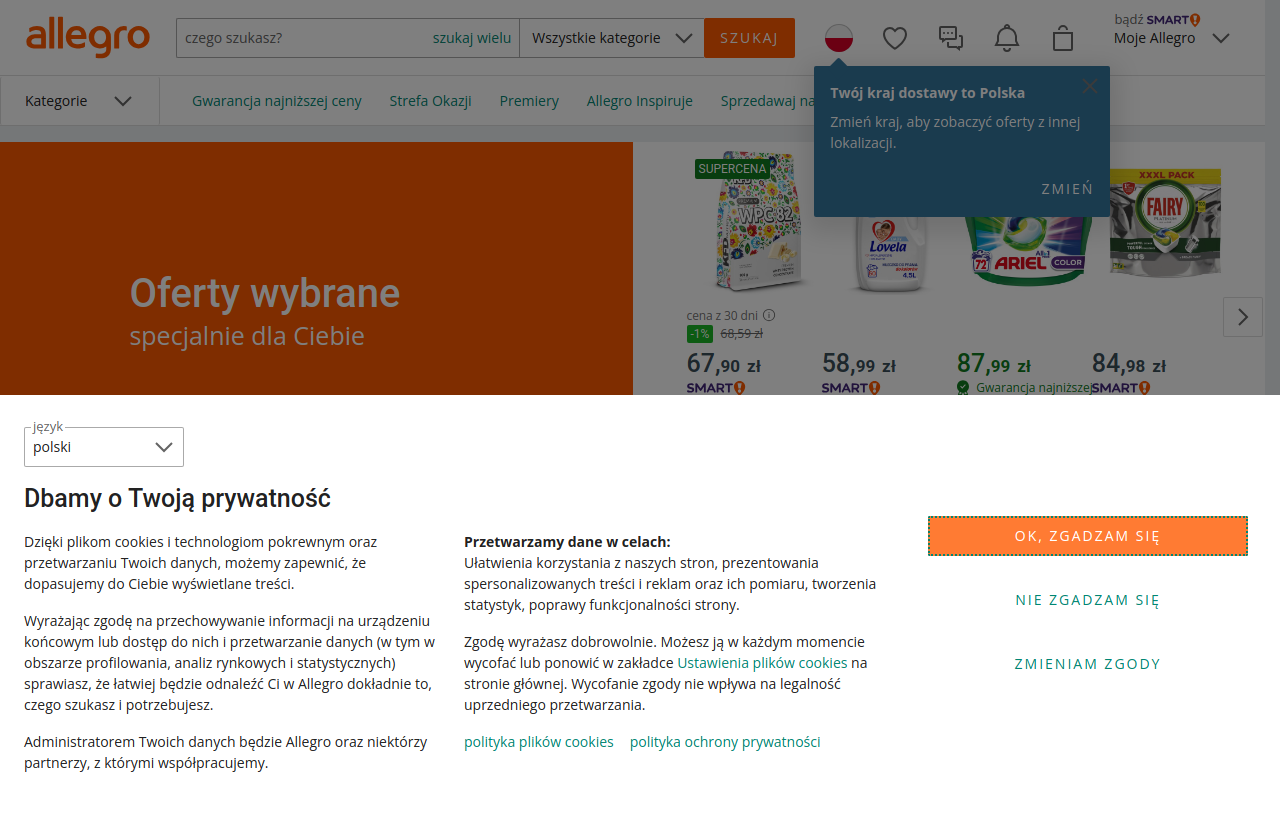 allegro
czego szukasz?
szukaj wielu
Wszystkie kategorie
SZUKAJ
bądź SMART!
Moje Allegro
Kategorie
Gwarancja najniższej ceny
Strefa Okazji
Premiery
Allegro Inspiruje
Sprzedawaj na
Twój kraj dostawy to Polska
Zmień kraj, aby zobaczyć oferty z innej
lokalizacji.
ZMIEŃ
Oferty wybrane
specjalnie dla Ciebie
SUPERCENA
WPC 82
Lovela
4,5L
72
ARIEL
COLOR
XXXL PACK
FAIRY
cena z 30 dni
-1%
68,59 zł
67,90 zł
58,99 zł
87,99 zł
84,98 zł
SMART!
SMART!
Gwarancja najniższej
SMART!
język
polski
Dbamy o Twoją prywatność
Dzięki plikom cookies i technologiom pokrewnym oraz
przetwarzaniu Twoich danych, możemy zapewnić, że
dopasujemy do Ciebie wyświetlane treści.
Wyrażając zgodę na przechowywanie informacji na urządzeniu
końcowym lub dostęp do nich i przetwarzanie danych (w tym w
obszarze profilowania, analiz rynkowych i statystycznych)
sprawiasz, że łatwiej będzie odnaleźć Ci w Allegro dokładnie to,
czego szukasz i potrzebujesz.
Administratorem Twoich danych będzie Allegro oraz niektórzy
partnerzy, z którymi współpracujemy.
Przetwarzamy dane w celach:
Ułatwienia korzystania z naszych stron, prezentowania
spersonalizowanych treści i reklam oraz ich pomiaru, tworzenia
statystyk, poprawy funkcjonalności strony.
Zgodę wyrażasz dobrowolnie. Możesz ją w każdym momencie
wycofać lub ponowić w zakładce Ustawienia plików cookies na
stronie głównej. Wycofanie zgody nie wpływa na legalność
uprzedniego przetwarzania.
polityka plików cookies
polityka ochrony prywatności
OK, ZGADZAM SIĘ
NIE ZGADZAM SIĘ
ZMIENIAM ZGODY